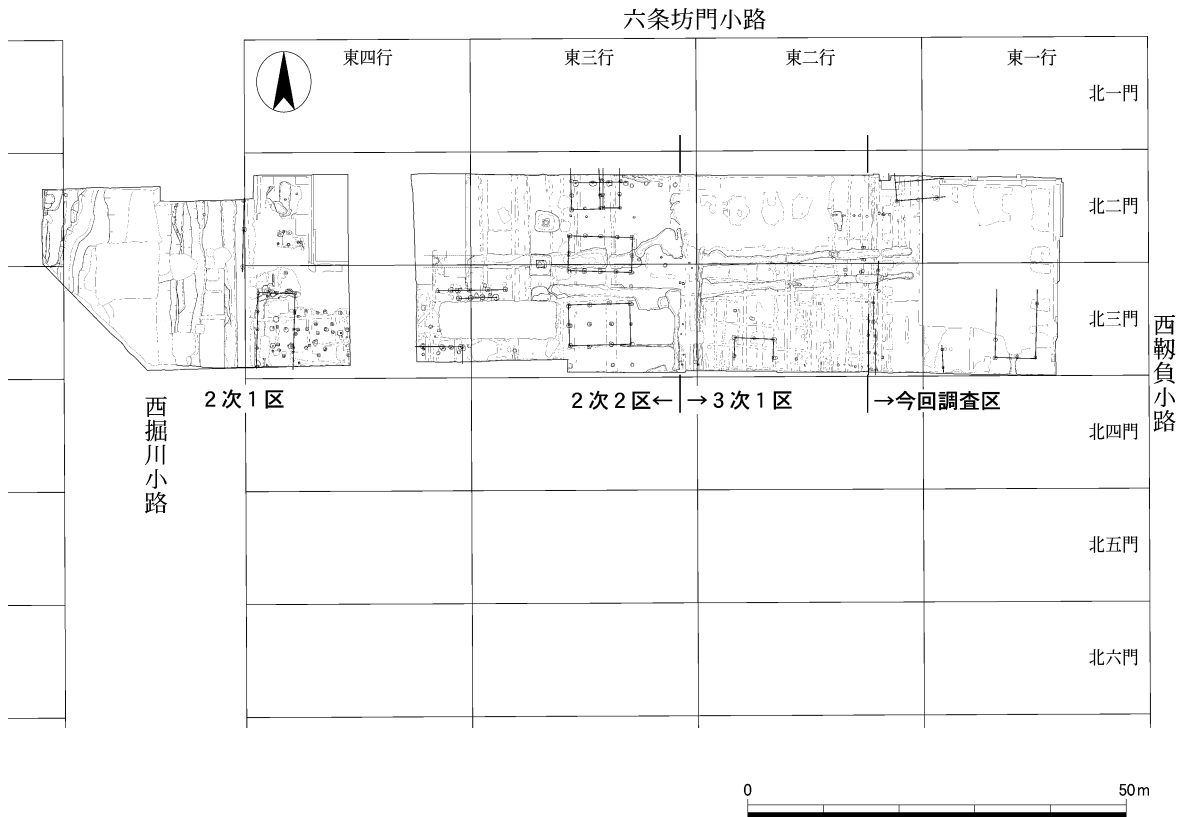 六条坊門小路
東四行
東三行
東二行
東一行
北一門
北二門
北三門
西靱負小路
2次1区
2次2区←
→3次1区
→今回調査区
西堀川小路
北四門
北五門
北六門
0
50m